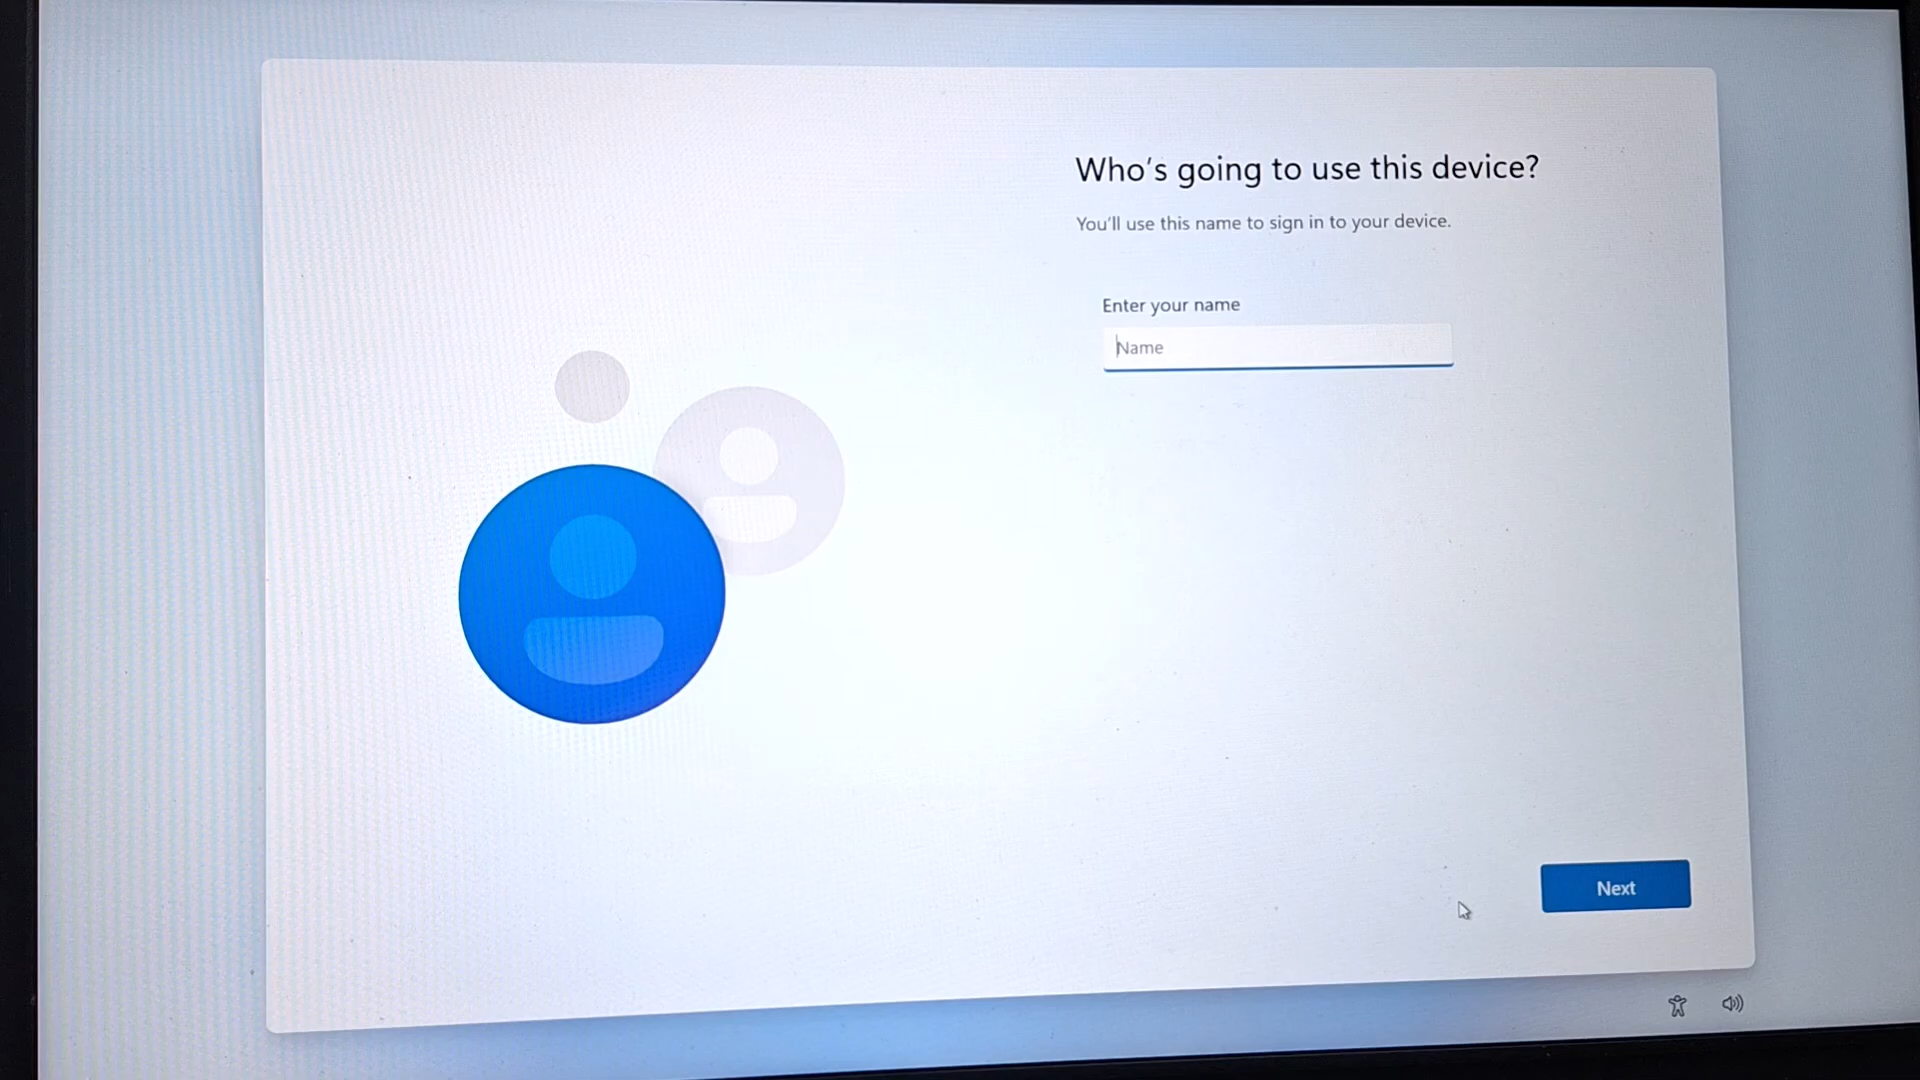 Who's going to use this device?
You'll use this name to sign in to your device.
Enter your name
Name
Next